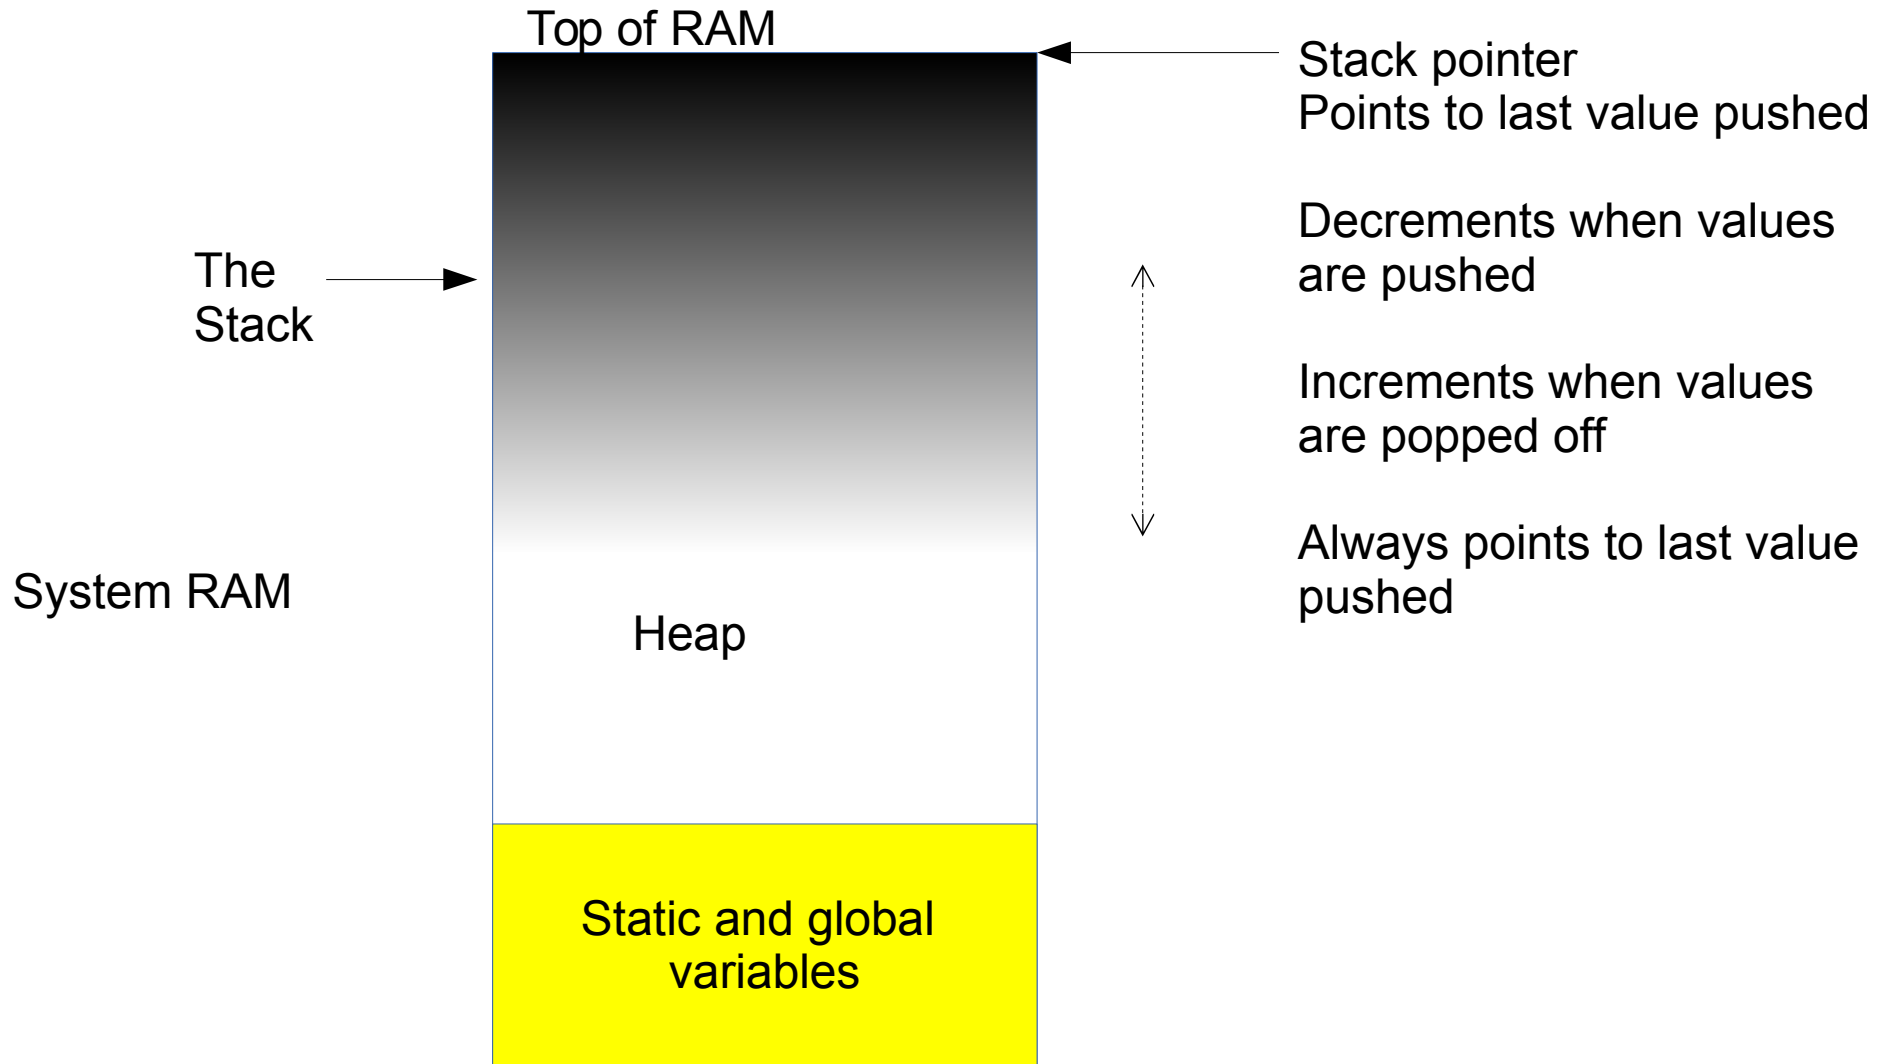 Top of RAM
Stack pointer
Points to last value pushed
Decrements when values
are pushed
The
Stack
Increments when values
are popped off
Always points to last value
pushed
System RAM
Heap
Static and global
variables